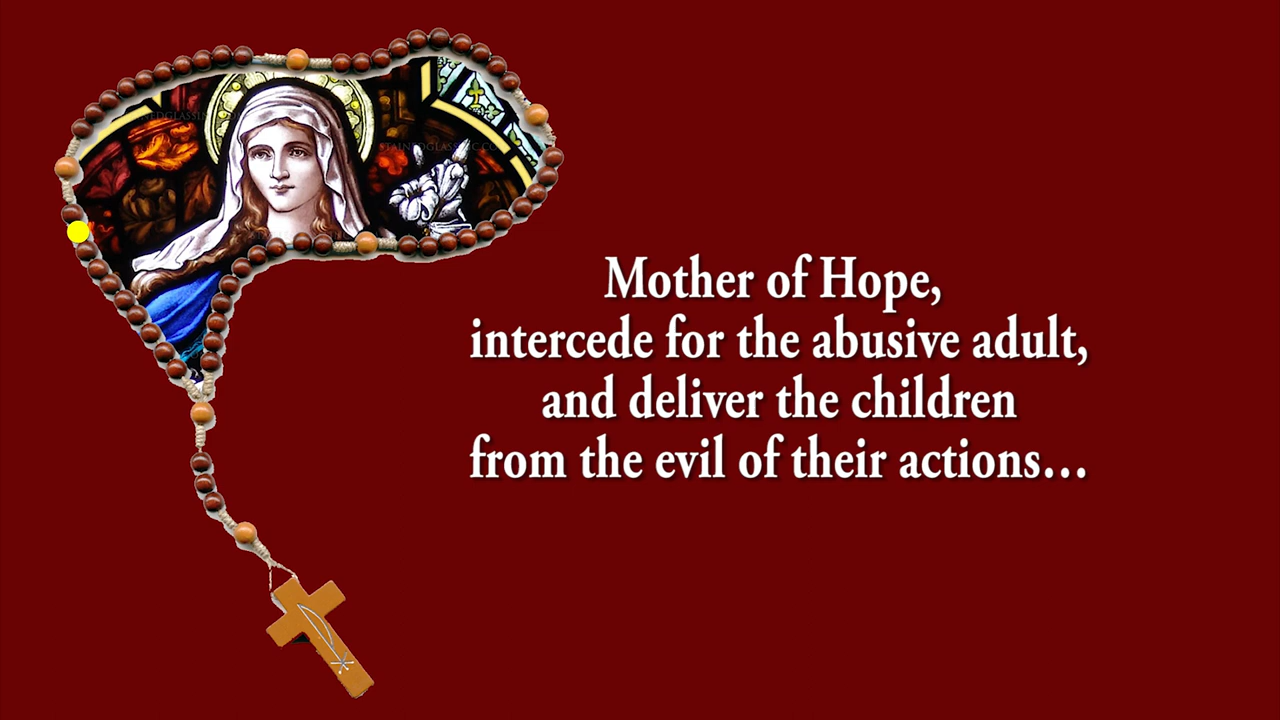 Mother of Hope,
intercede for the abusive adult,
and deliver the children
from the evil of their actions...